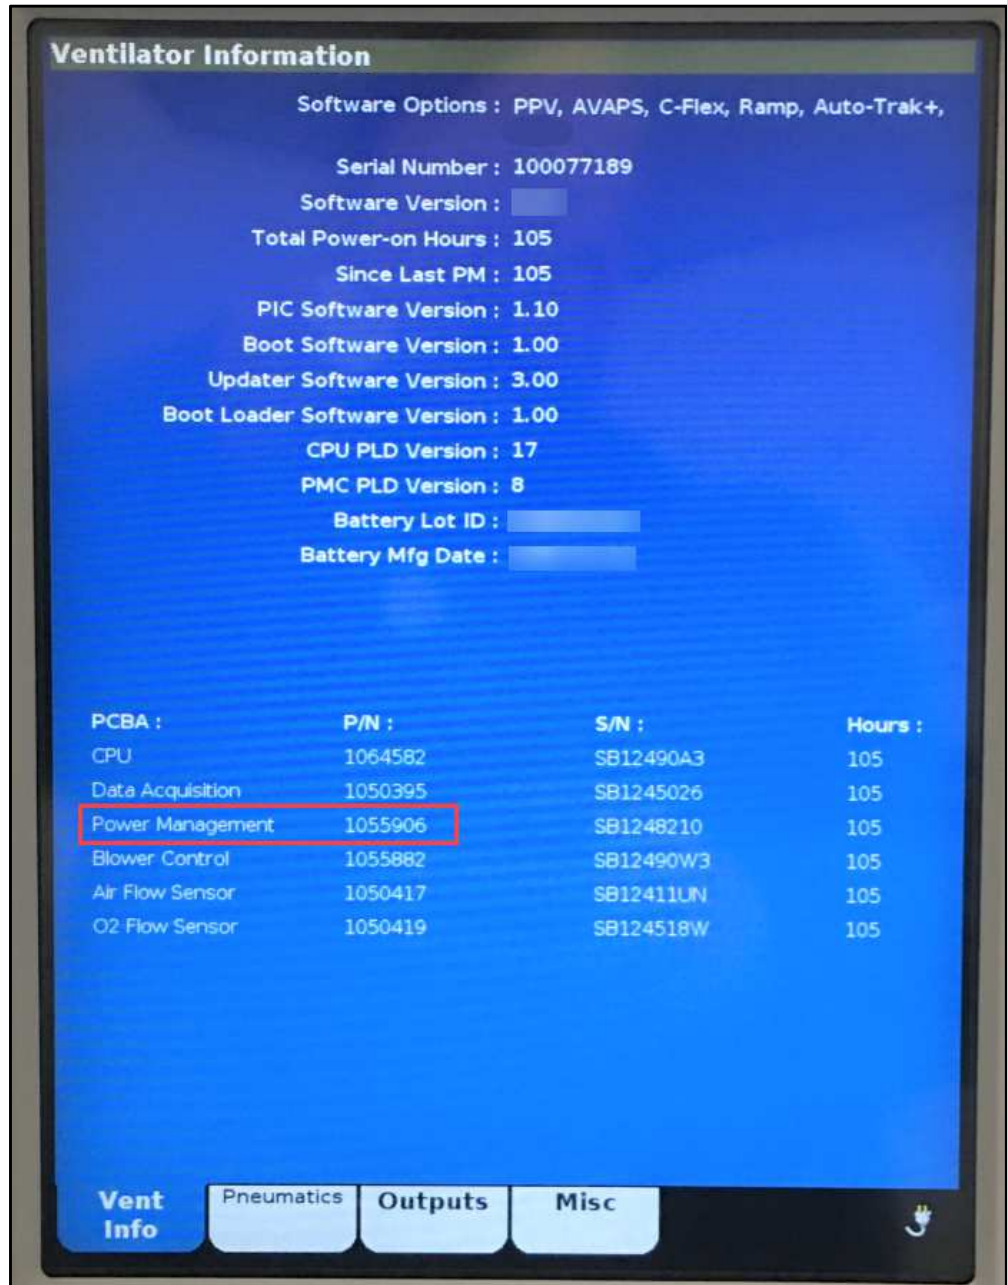 Ventilator Information
Software Options : PPV, AVAPS, C-Flex, Ramp, Auto-Trak+,
Serial Number : 100077189
Software Version :
Total Power-on Hours : 105
Since Last PM : 105
PIC Software Version : 1.10
Boot Software Version : 1.00
Updater Software Version : 3.00
Boot Loader Software Version : 1.00
CPU PLD Version : 17
PMC PLD Version : 8
Battery Lot ID :
Battery Mfg Date :
PCBA : P/N : S/N : Hours :
CPU 1064582 SB12490A3 105
Data Acquisition 1050395 SB1245026 105
Power Management 1055906 SB1248210 105
Blower Control 1055882 SB12490W3 105
Air Flow Sensor 1050417 SB12411UN 105
O2 Flow Sensor 1050419 SB124518W 105
Vent Info Pneumatics Outputs Misc